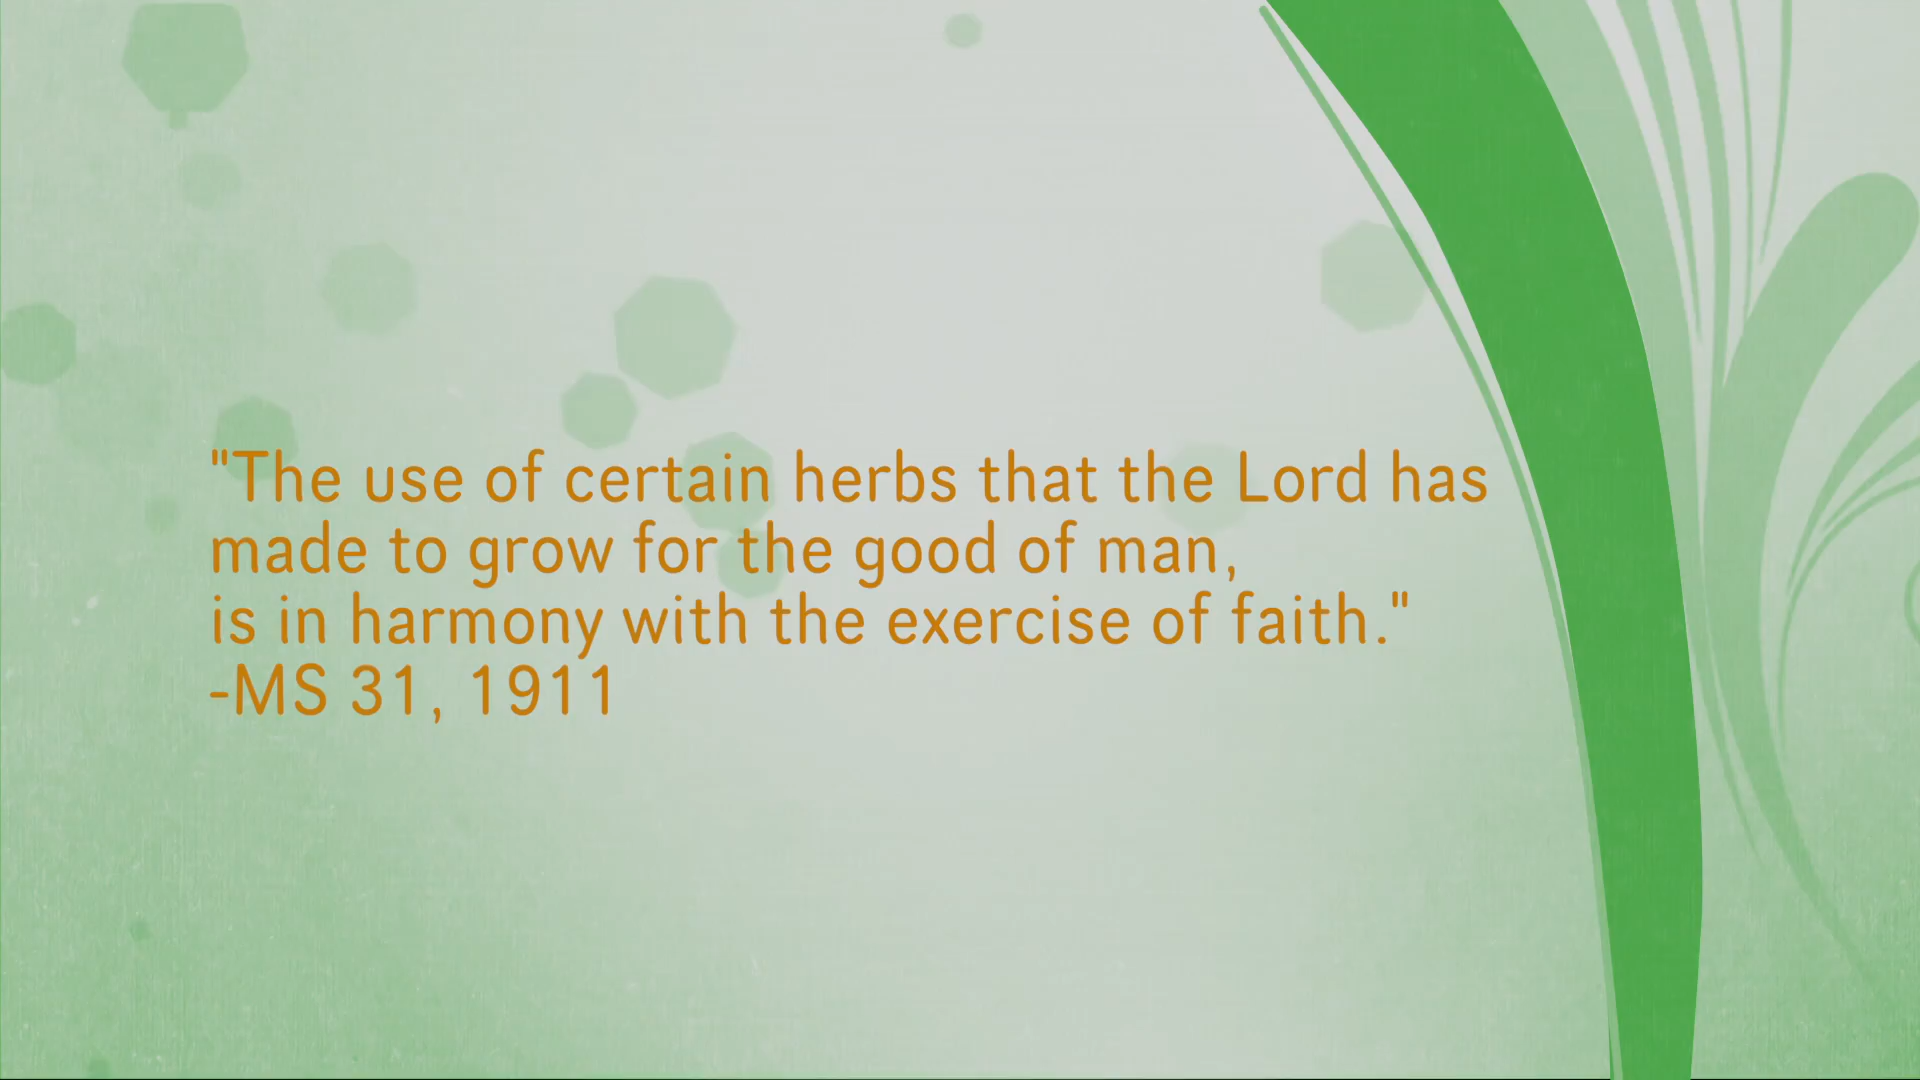 "The use of certain herbs that the Lord has
made to grow for the good of man,
is in harmony with the exercise of faith."
-MS 31, 1911